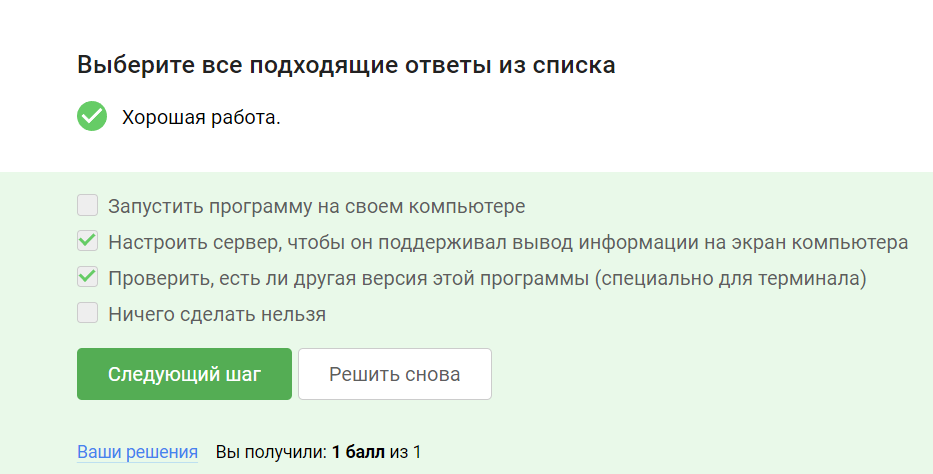 Выберите все подходящие ответы из списка
Хорошая работа.
Запустить программу на своем компьютере
Настроить сервер, чтобы он поддерживал вывод информации на экран компьютера
Проверить, есть ли другая версия этой программы (специально для терминала)
Ничего сделать нельзя
Следующий шаг Решить снова
Ваши решения Вы получили: 1 балл из 1